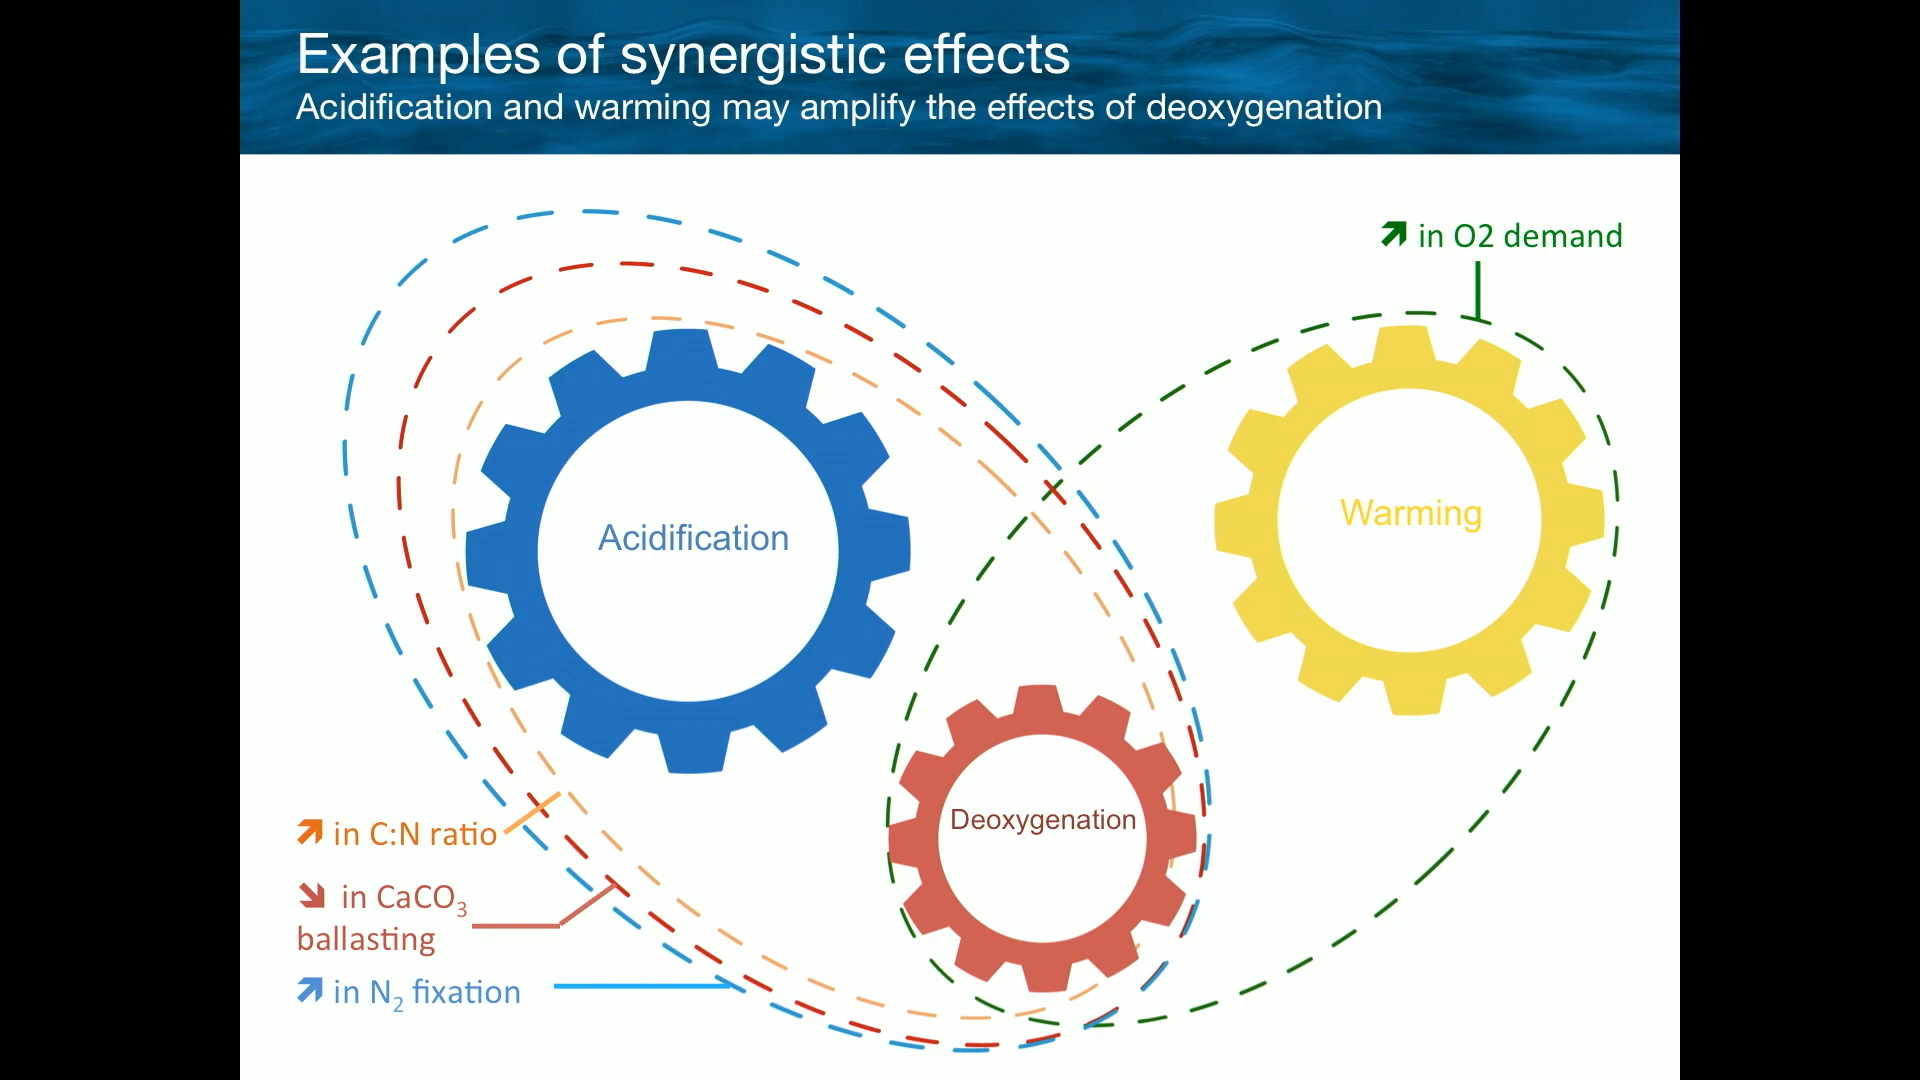 Examples of synergistic effects
Acidification and warming may amplify the effects of deoxygenation
↗ in O2 demand
Acidification
Warming
Deoxygenation
↗ in C:N ratio
↘ in CaCO₃
ballasting
↗ in N₂ fixation